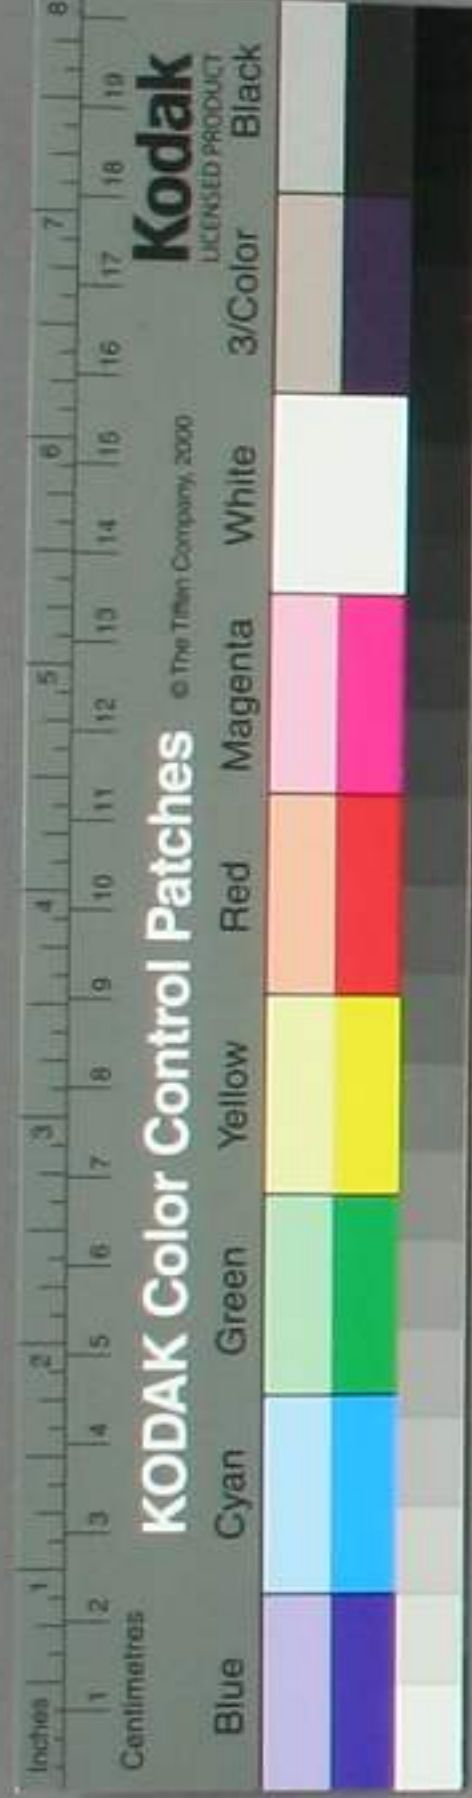 Inches 1 2 3 4 5 6 7 8
Centimetres 1 2 3 4 5 6 7 8 9 10 11 12 13 14 15 16 17 18 19
KODAK Color Control Patches © The Tiffen Company, 2000 Kodak
LICENSED PRODUCT
Blue Cyan Green Yellow Red Magenta White 3/Color Black